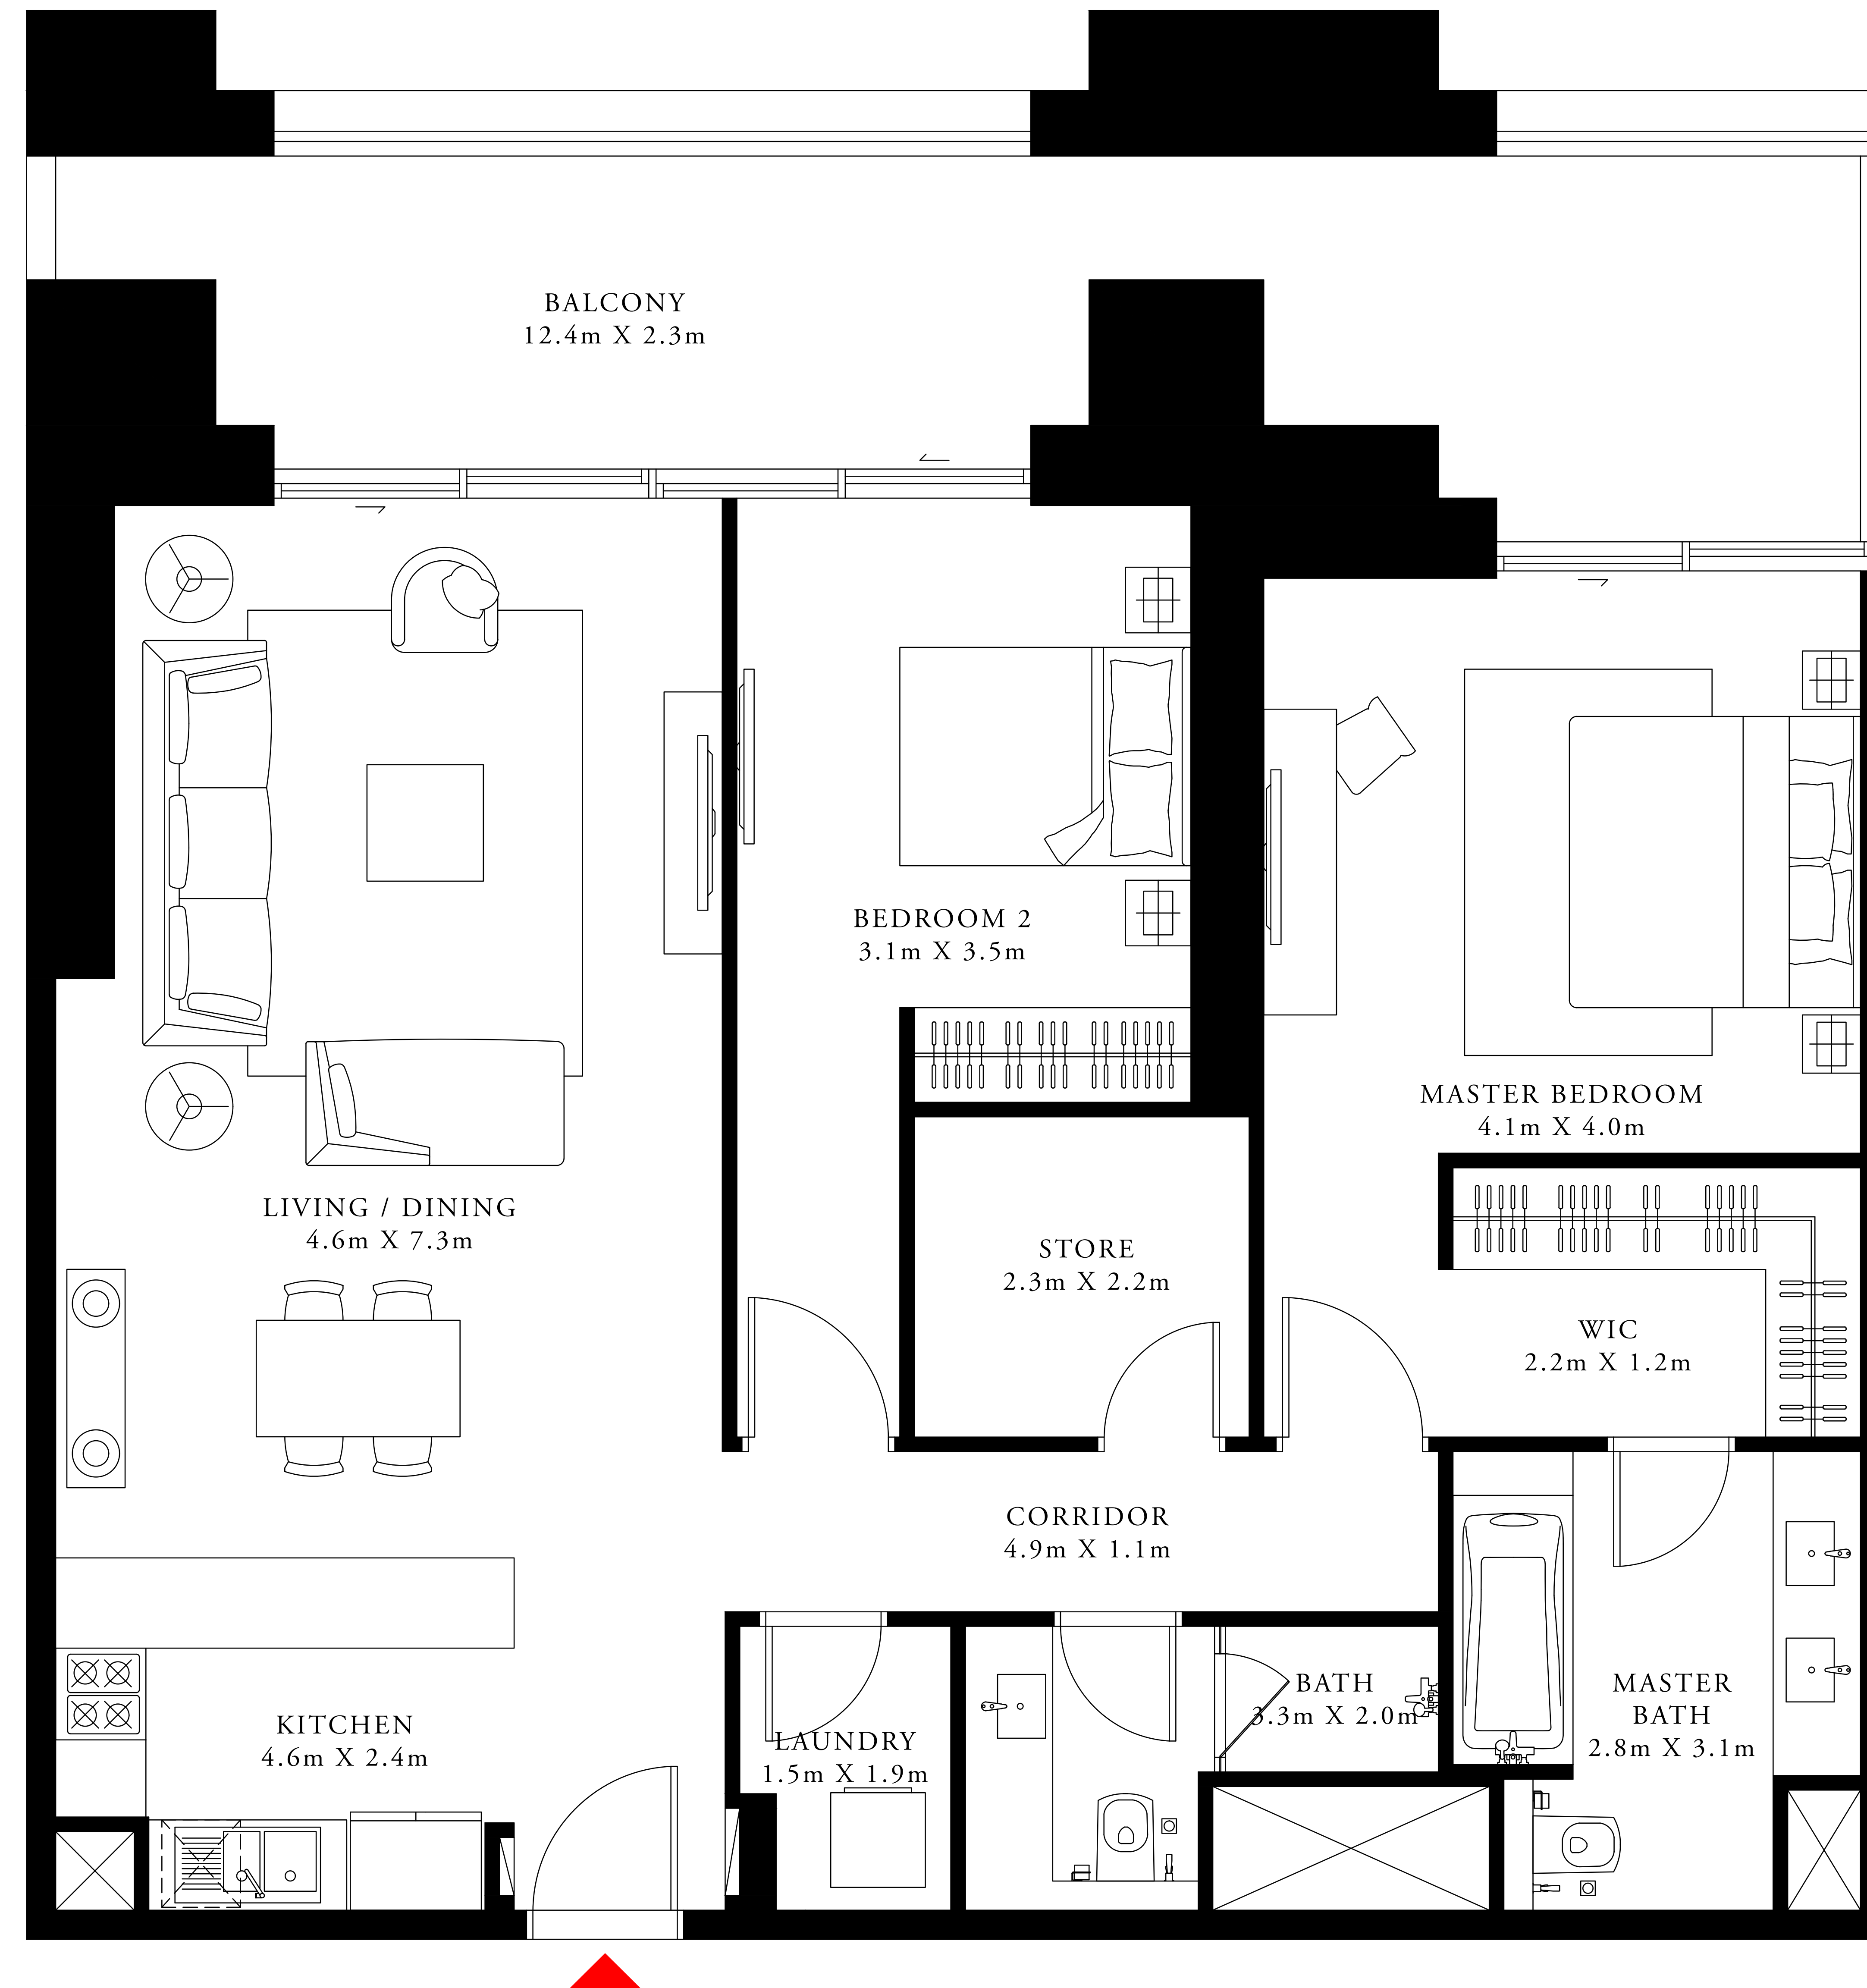 BALCONY
12.4m X 2.3m
BEDROOM 2
3.1m X 3.5m
MASTER BEDROOM
4.1m X 4.0m
LIVING / DINING
4.6m X 7.3m
STORE
2.3m X 2.2m
WIC
2.2m X 1.2m
CORRIDOR
4.9m X 1.1m
KITCHEN
4.6m X 2.4m
LAUNDRY
1.5m X 1.9m
BATH
3.3m X 2.0m
MASTER
BATH
2.8m X 3.1m